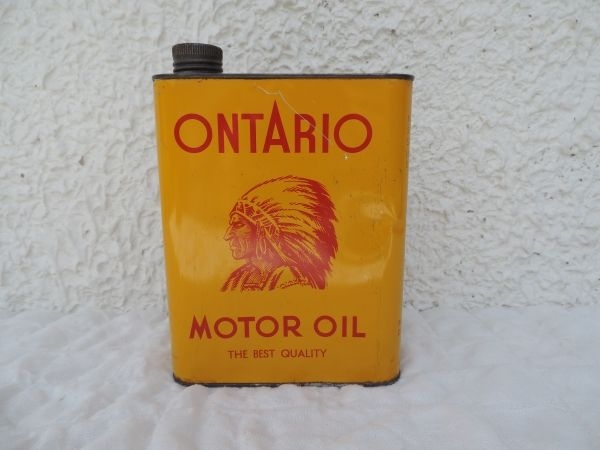 ONTARIO
MOTOR OIL
THE BEST QUALITY